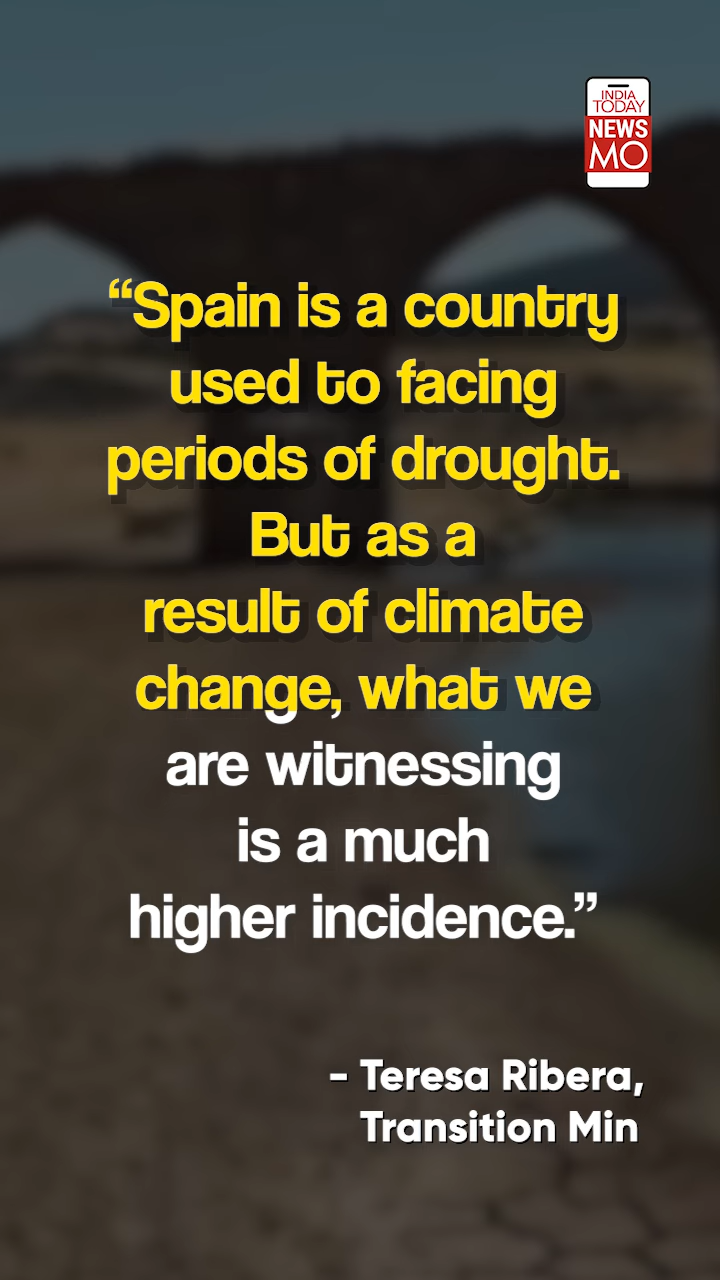 INDIA
TODAY
NEWS
MO
“Spain is a country
used to facing
periods of drought.
But as a
result of climate
change, what we
are witnessing
is a much
higher incidence.”
- Teresa Ribera,
Transition Min